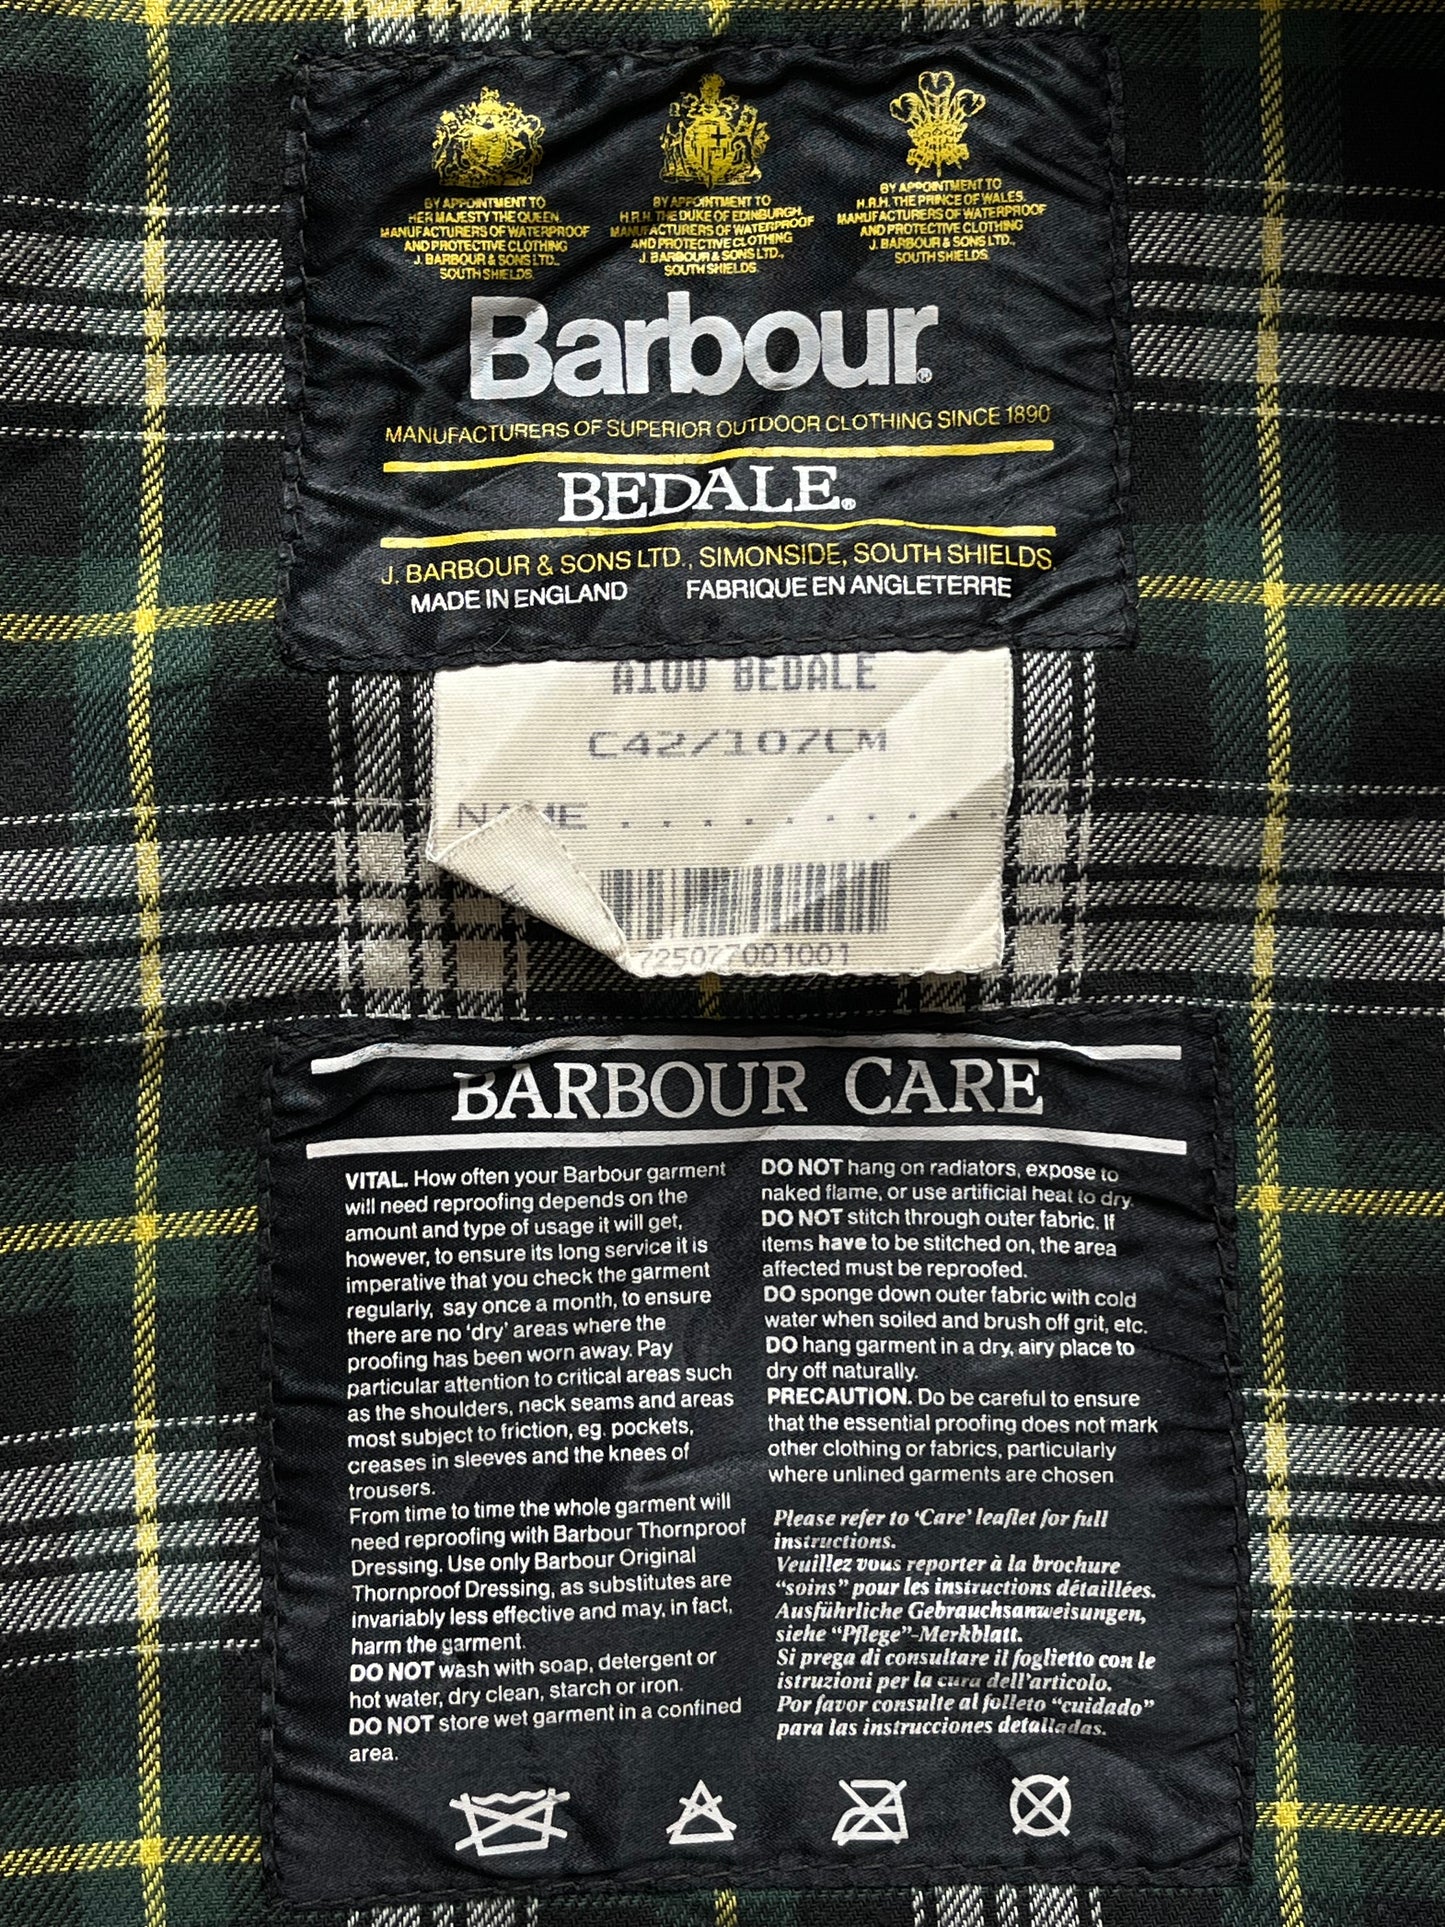 BY APPOINTMENT TO
HER MAJESTY THE QUEEN
MANUFACTURERS OF WATERPROOF
AND PROTECTIVE CLOTHING
J. BARBOUR & SONS LTD.,
SOUTH SHIELDS.
BY APPOINTMENT TO
H.R.H. THE DUKE OF EDINBURGH,
MANUFACTURERS OF WATERPROOF
AND PROTECTIVE CLOTHING
J. BARBOUR & SONS LTD.,
SOUTH SHIELDS.
BY APPOINTMENT TO
H.R.H. THE PRINCE OF WALES,
MANUFACTURERS OF WATERPROOF
AND PROTECTIVE CLOTHING
J. BARBOUR & SONS LTD.,
SOUTH SHIELDS.
Barbour®
MANUFACTURERS OF SUPERIOR OUTDOOR CLOTHING SINCE 1890
BEDALE®
J. BARBOUR & SONS LTD., SIMONSIDE, SOUTH SHIELDS.
MADE IN ENGLAND FABRIQUE EN ANGLETERRE
A100 BEDALE
C42/107CM
NAME ..........
725077001001
BARBOUR CARE
VITAL. How often your Barbour garment
will need reproofing depends on the
amount and type of usage it will get,
however, to ensure its long service it is
imperative that you check the garment
regularly, say once a month, to ensure
there are no 'dry' areas where the
proofing has been worn away. Pay
particular attention to critical areas such
as the shoulders, neck seams and areas
most subject to friction, eg. pockets,
creases in sleeves and the knees of
trousers.
From time to time the whole garment will
need reproofing with Barbour Thornproof
Dressing. Use only Barbour Original
Thornproof Dressing, as substitutes are
invariably less effective and may, in fact,
harm the garment.
DO NOT wash with soap, detergent or
hot water, dry clean, starch or iron.
DO NOT store wet garment in a confined
area.
DO NOT hang on radiators, expose to
naked flame, or use artificial heat to dry.
DO NOT stitch through outer fabric. If
items have to be stitched on, the area
affected must be reproofed.
DO sponge down outer fabric with cold
water when soiled and brush off grit, etc.
DO hang garment in a dry, airy place to
dry off naturally.
PRECAUTION. Do be careful to ensure
that the essential proofing does not mark
other clothing or fabrics, particularly
where unlined garments are chosen
Please refer to 'Care' leaflet for full
instructions.
Veuillez vous reporter à la brochure
"soins" pour les instructions détaillées.
Ausführliche Gebrauchsanweisungen,
siehe "Pflege"-Merkblatt.
Si prega di consultare il foglietto con le
istruzioni per la cura dell'articolo.
Por favor consulte al folleto "cuidado"
para las instrucciones detalladas.